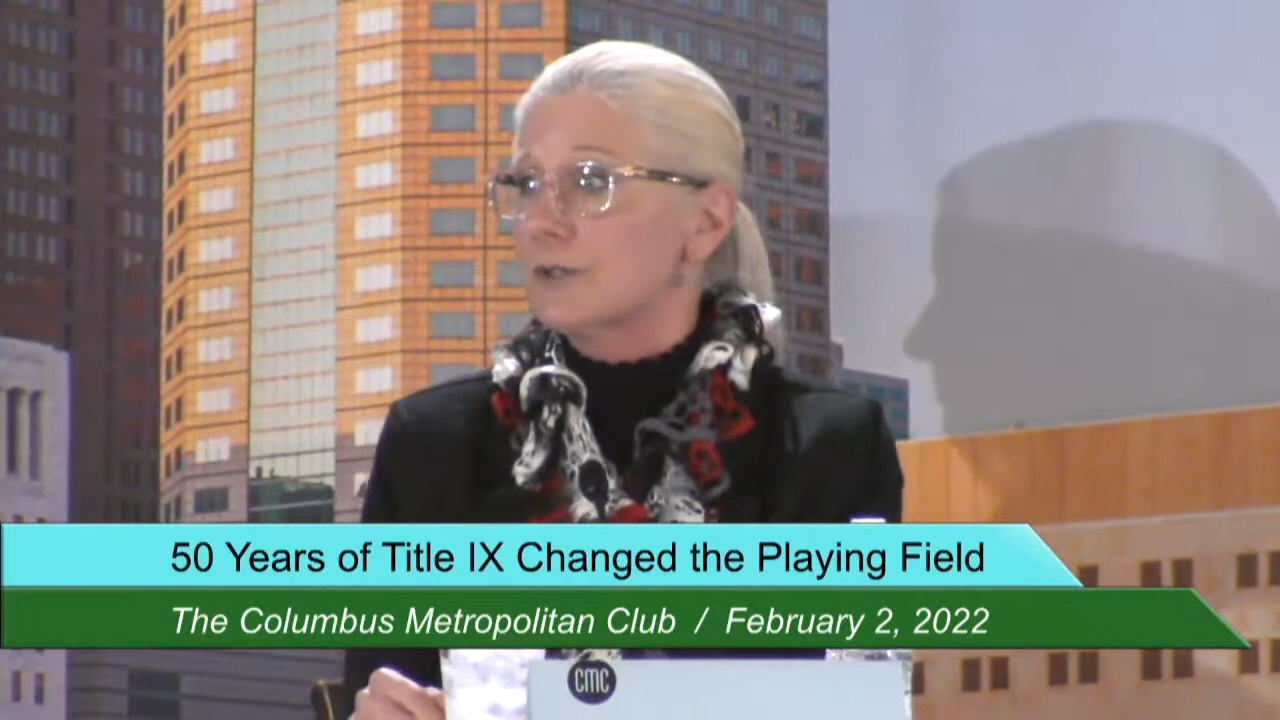 50 Years of Title IX Changed the Playing Field
The Columbus Metropolitan Club / February 2, 2022
CMC